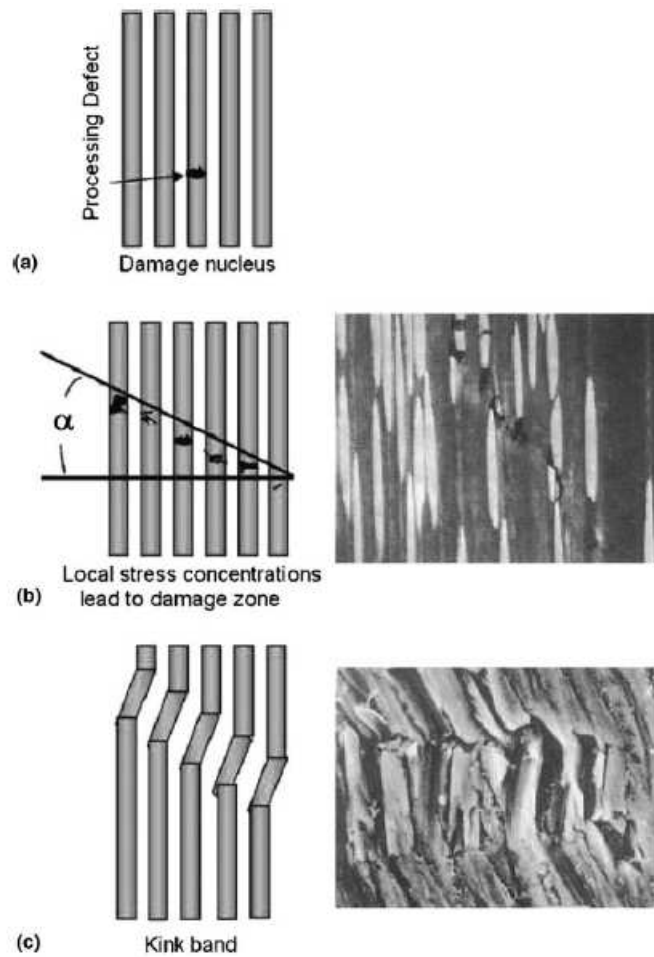 Processing Defect
(a)
Damage nucleus
α
Local stress concentrations
(b)
lead to damage zone
(c)
Kink band